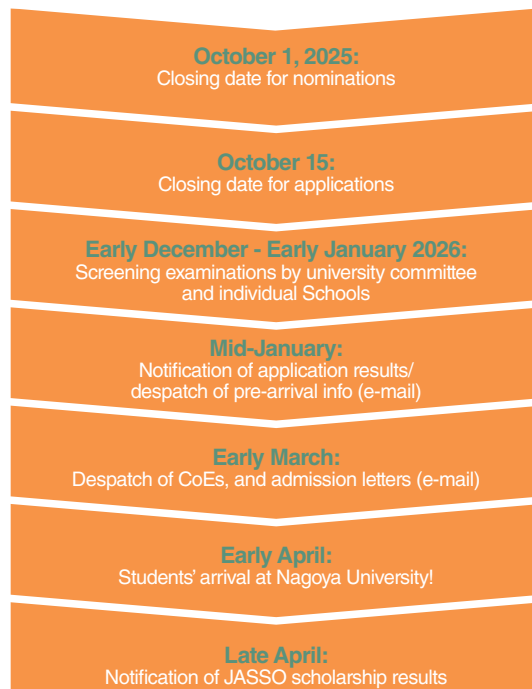 October 1, 2025:
Closing date for nominations
October 15:
Closing date for applications
Early December - Early January 2026:
Screening examinations by university committee
and individual Schools
Mid-January:
Notification of application results/
despatch of pre-arrival info (e-mail)
Early March:
Despatch of CoEs, and admission letters (e-mail)
Early April:
Students’ arrival at Nagoya University!
Late April:
Notification of JASSO scholarship results